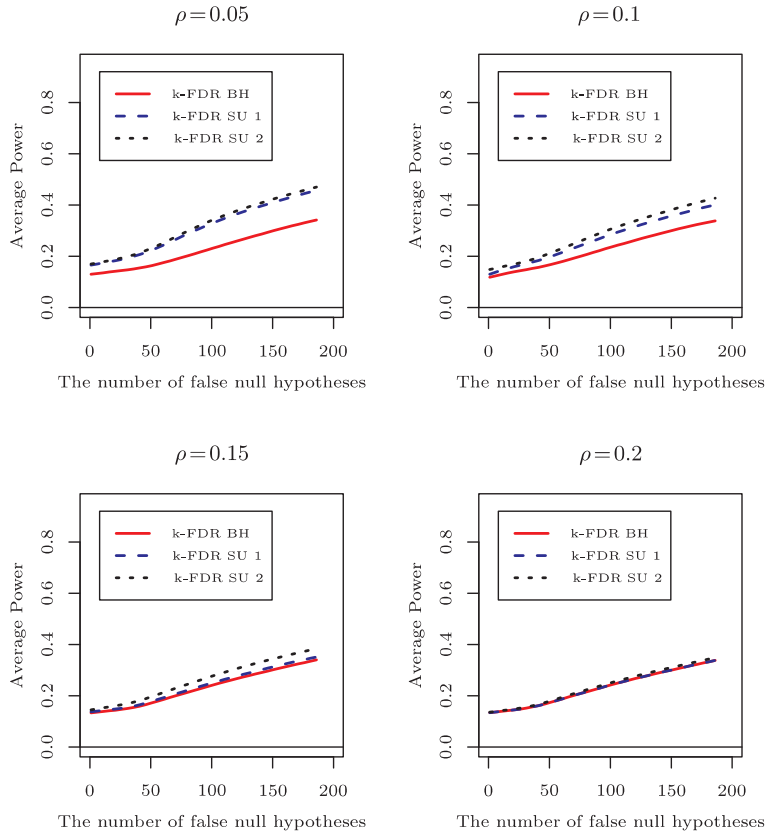 ρ=0.05
k-FDR BH
k-FDR SU 1
k-FDR SU 2
Average Power
0.0 0.2 0.4 0.6 0.8
0 50 100 150 200
The number of false null hypotheses
ρ=0.1
k-FDR BH
k-FDR SU 1
k-FDR SU 2
Average Power
0.0 0.2 0.4 0.6 0.8
0 50 100 150 200
The number of false null hypotheses
ρ=0.15
k-FDR BH
k-FDR SU 1
k-FDR SU 2
Average Power
0.0 0.2 0.4 0.6 0.8
0 50 100 150 200
The number of false null hypotheses
ρ=0.2
k-FDR BH
k-FDR SU 1
k-FDR SU 2
Average Power
0.0 0.2 0.4 0.6 0.8
0 50 100 150 200
The number of false null hypotheses